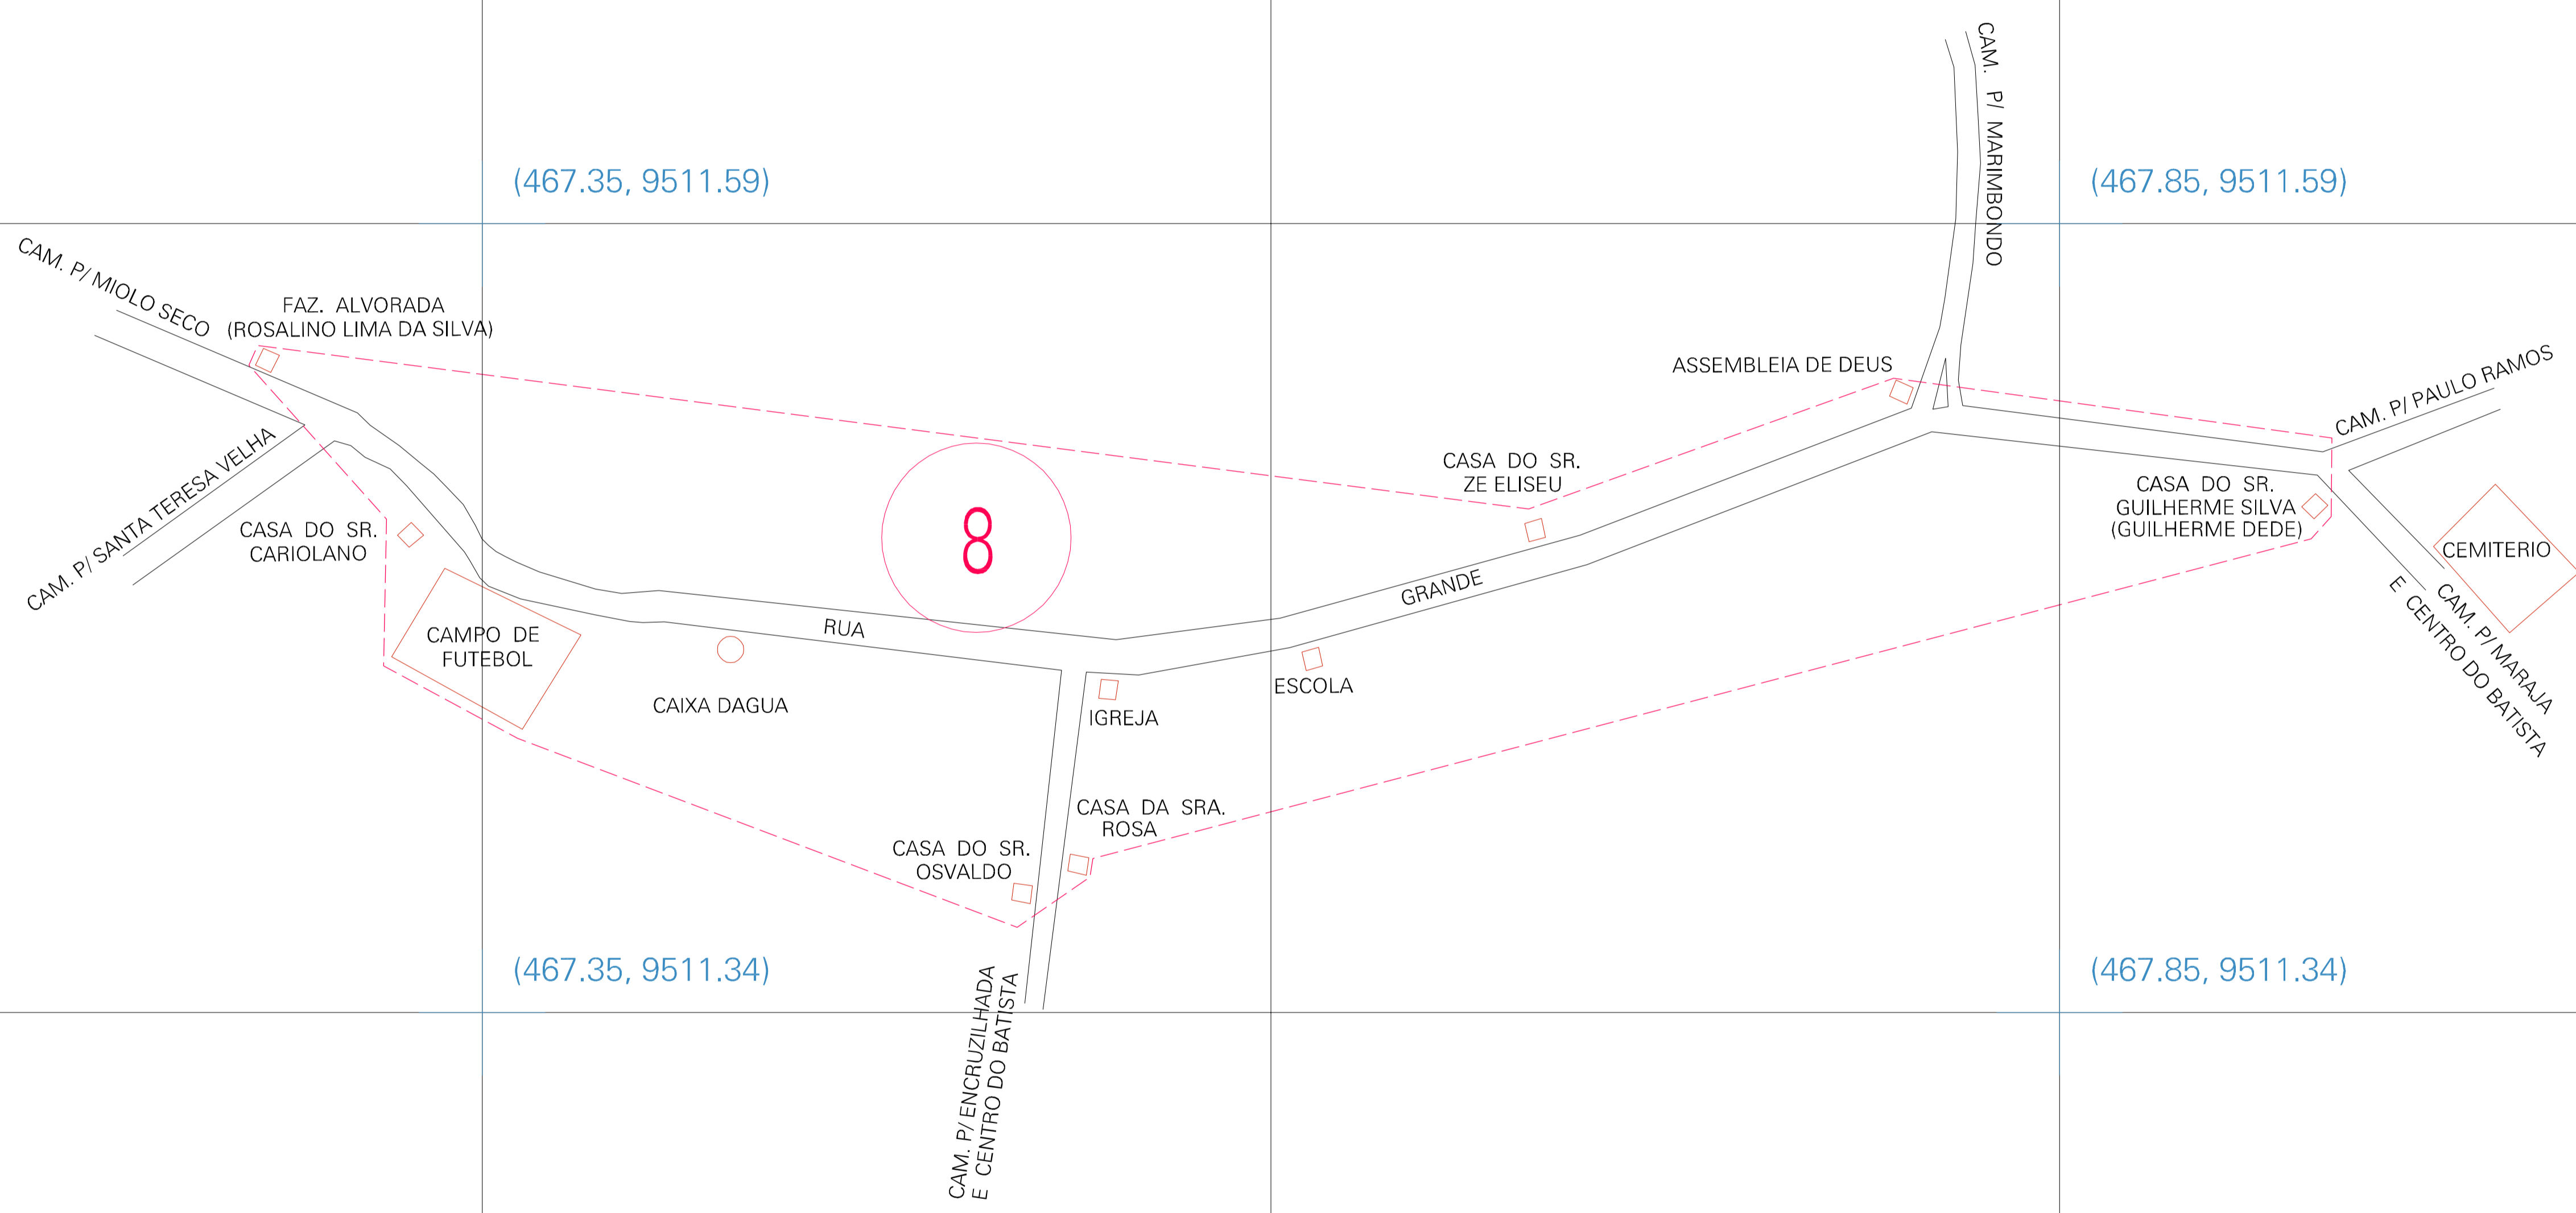 CAM. P/ MARIMBONDO
(467.35, 9511.59)
(467.85, 9511.59)
CAM. P/ MIOLO SECO
FAZ. ALVORADA
(ROSALINO LIMA DA SILVA)
ASSEMBLEIA DE DEUS
CAM. P/ PAULO RAMOS
CAM. P/ SANTA TERESA VELHA
CASA DO SR.
CARIOLANO
8
CASA DO SR.
ZE ELISEU
CASA DO SR.
GUILHERME SILVA
(GUILHERME DEDE)
CEMITERIO
GRANDE
CAMPO DE
FUTEBOL
RUA
CAM. P/ MARAJA
E CENTRO DO BATISTA
CAIXA DAGUA
IGREJA
ESCOLA
CASA DA SRA.
ROSA
CASA DO SR.
OSVALDO
(467.35, 9511.34)
(467.85, 9511.34)
CAM. P/ ENCRUZILHADA
E CENTRO DO BATISTA